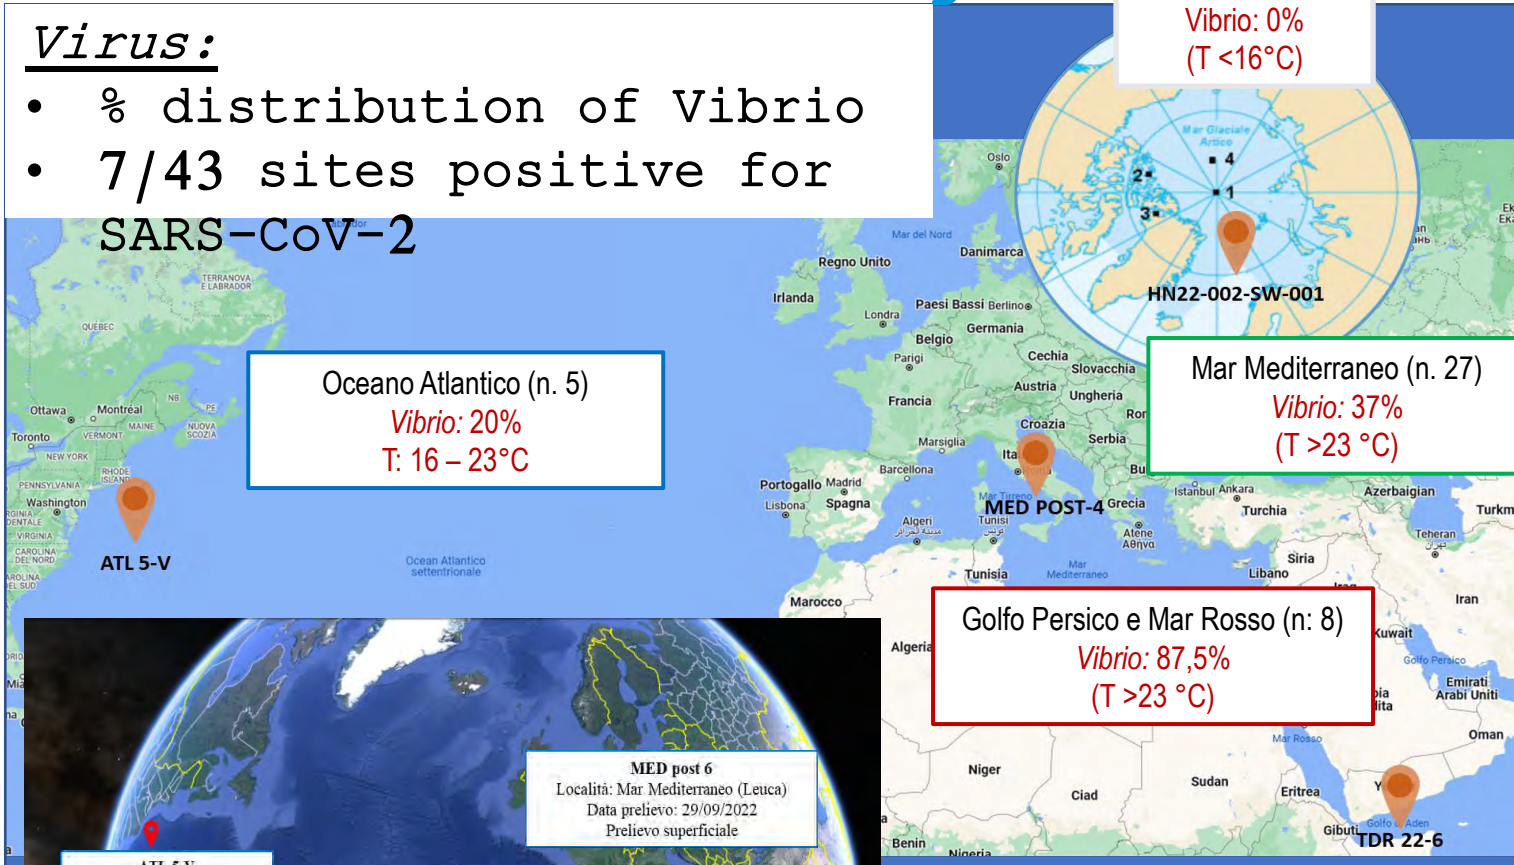 Virus:
• % distribution of Vibrio
• 7/43 sites positive for
SARS-CoV-2
Vibrio: 0%
(T <16°C)
Mar Glaciale
Artico
4
2
1
3
HN22-002-SW-001
Oslo
Mar del Nord
Danimarca
Regno Unito
Irlanda
Londra
Paesi Bassi
Berlino
Germania
Belgio
Parigi
Cechia
Slovacchia
Austria
Ungheria
Francia
Croazia
Serbia
Marsiglia
Barcellona
Portogallo
Madrid
Lisbona
Spagna
Mar Tirreno
MED POST-4
Grecia
Algeri
Tunisi
تونس
Atene
Αθήνα
Istanbul
Ankara
Turchia
Azerbaigian
Teheran
تهران
Siria
Libano
Tunisia
Mar
Mediterraneo
Marocco
Iran
TERRANOVA
E LABRADOR
QUÉBEC
Ottawa
Montréal
NB
PE
MAINE
NUOVA
SCOZIA
Toronto
VERMONT
NEW YORK
RHODE
ISLAND
PENNSYLVANIA
Washington
VIRGINIA
CAROLINA
DEL NORD
ATL 5-V
Ocean Atlantico
settentrionale
Oceano Atlantico (n. 5)
Vibrio: 20%
T: 16 – 23°C
Mar Mediterraneo (n. 27)
Vibrio: 37%
(T >23 °C)
Golfo Persico e Mar Rosso (n: 8)
Vibrio: 87,5%
(T >23 °C)
Kuwait
Golfo Persico
Emirati
Arabi Uniti
Oman
Mar Rosso
Niger
Ciad
Sudan
Eritrea
Gibuti
TDR 22-6
Benin
Nigeria
MED post 6
Località: Mar Mediterraneo (Leuca)
Data prelievo: 29/09/2022
Prelievo superficiale
ATL 5-V